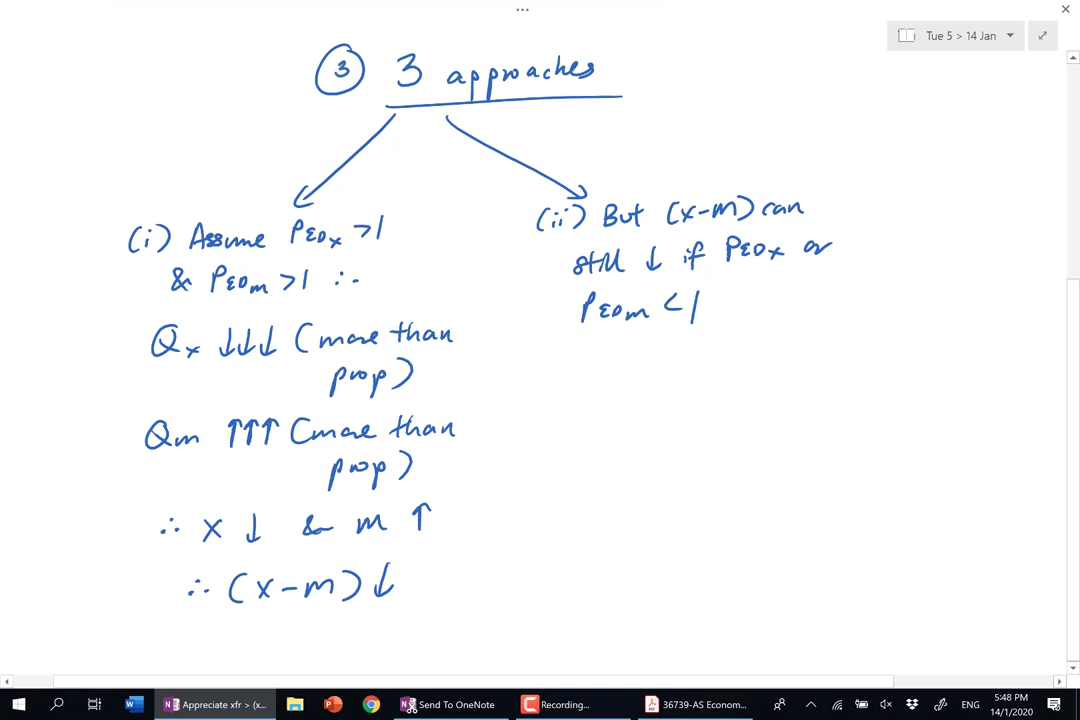 Tue 5 > 14 Jan
③ 3 approaches
(i) Assume PEDx >1
& PEDm >1 ∴
Qx ↓↓↓ (more than
prop)
Qm ↑↑↑ (more than
prop)
∴ X ↓ & M ↑
∴ (X-M) ↓
(ii) But (X-M) can
still ↓ if PEDx or
PEDm < 1
Appreciate xfr > (x...
Send To OneNote
Recording...
36739-AS Econom...
ENG
5:48 PM
14/1/2020